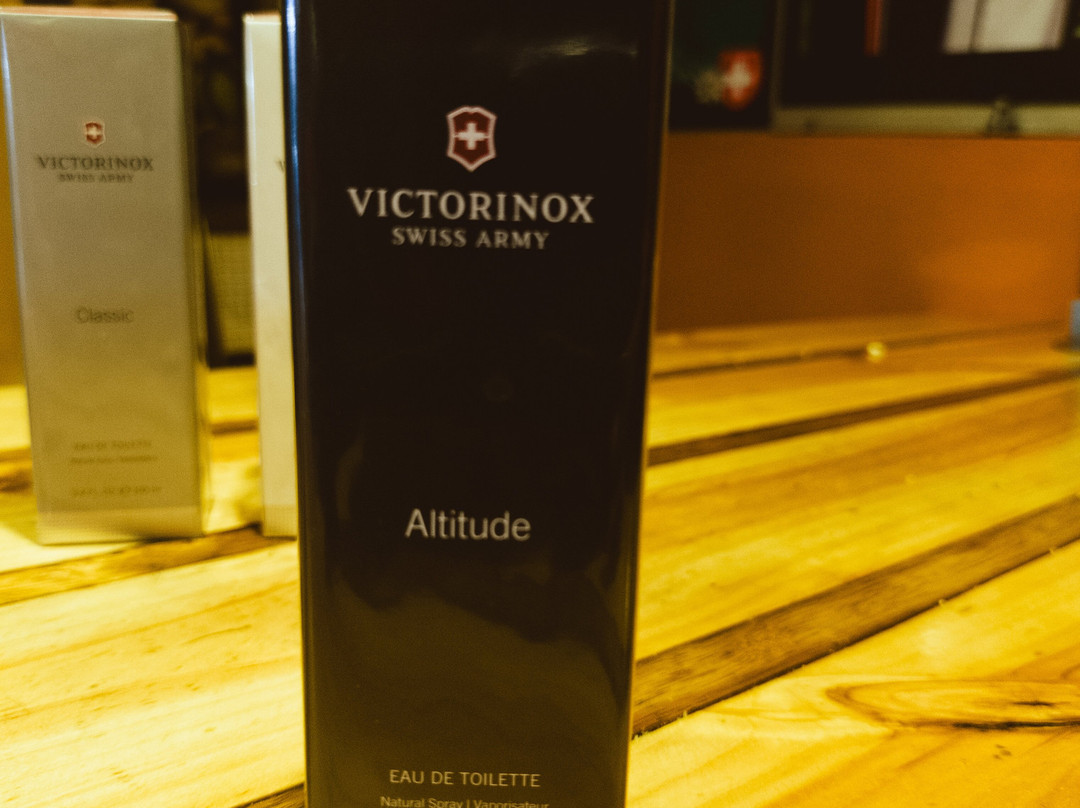 VICTORINOX
SWISS ARMY
Classic
VICTORINOX
SWISS ARMY
Altitude
EAU DE TOILETTE
Natural Spray | Vaporisateur